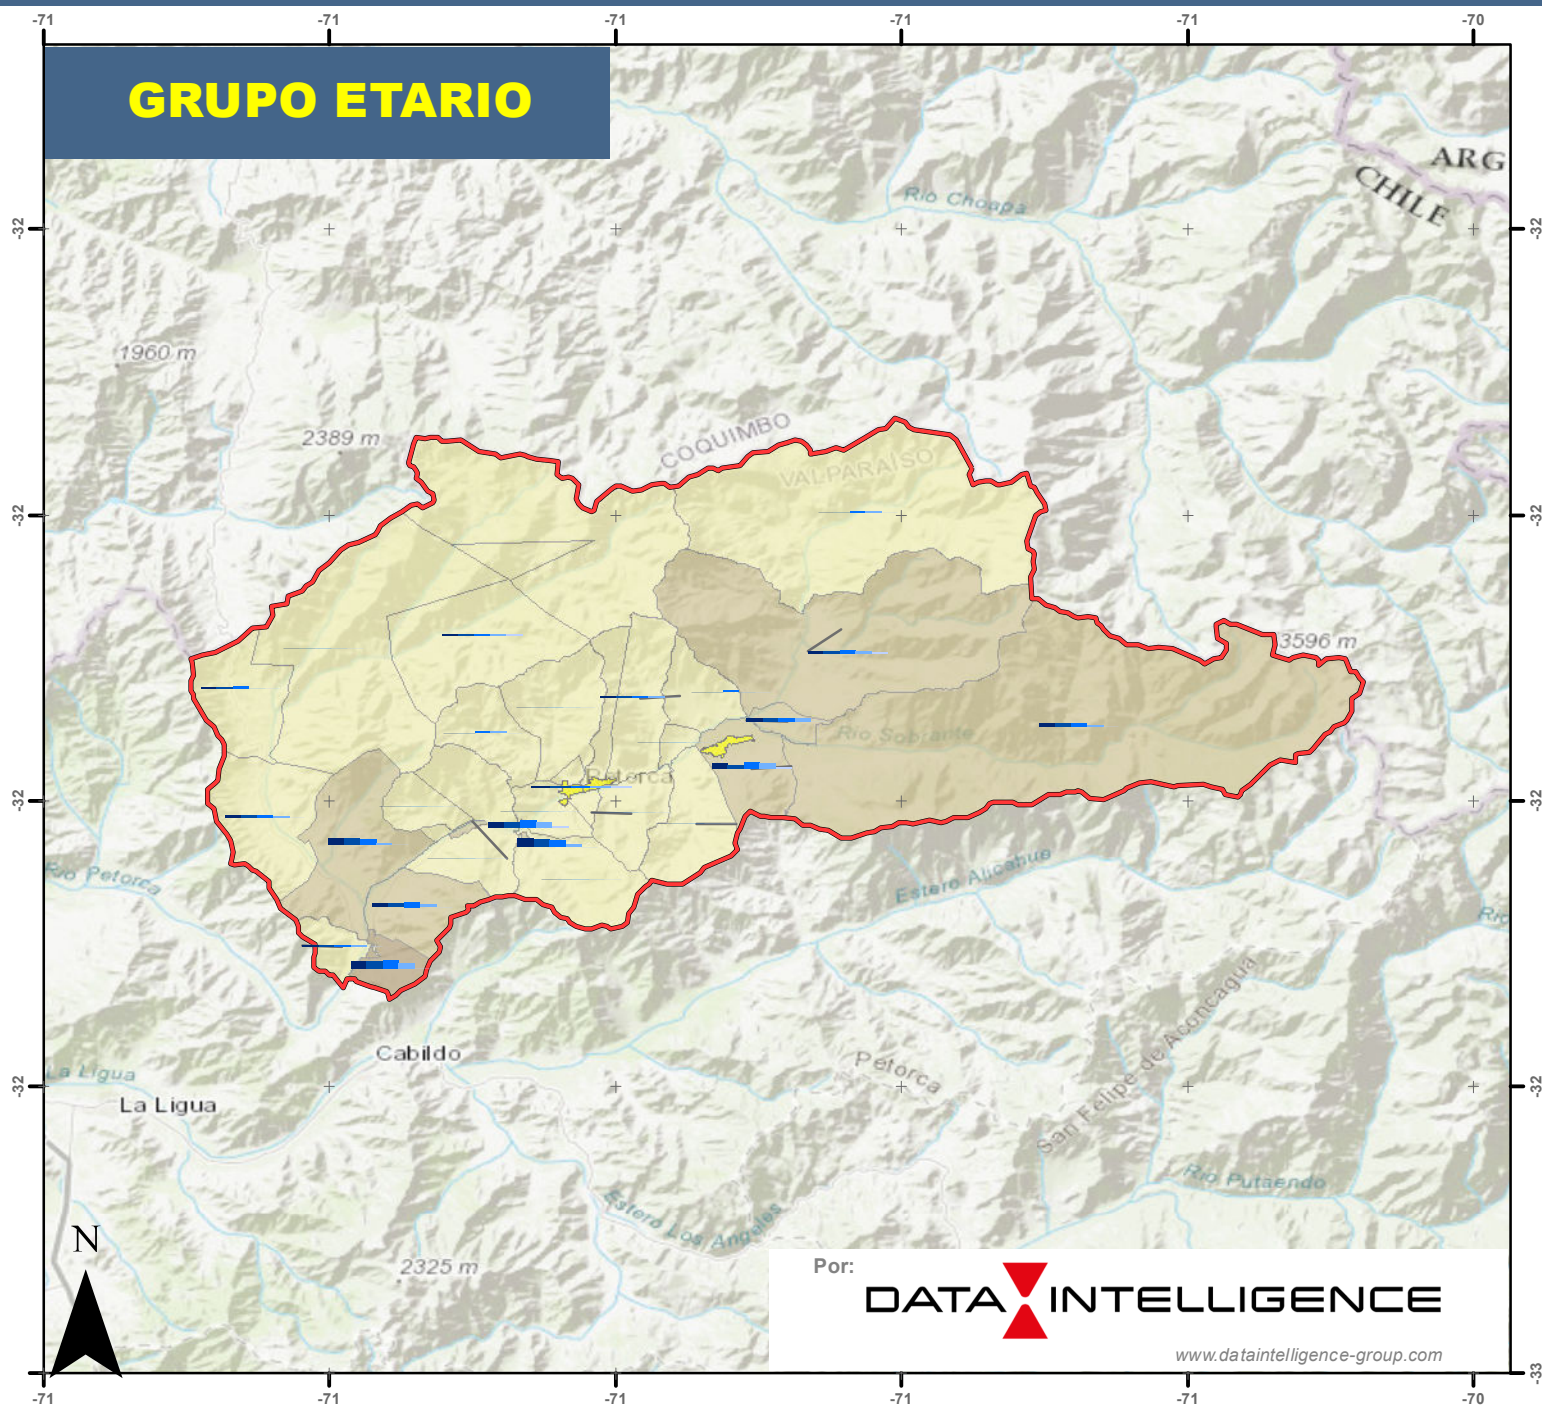 -71
-71
-71
-71
-71
-70
GRUPO ETARIO
ARG
CHILE
Rio Choapa
-32
-32
1960 m
2389 m
COQUIMBO
VALPARAÍSO
-32
-32
3596 m
Rio Sobrante
Petorca
-32
-32
Rio Petorca
Estero Alicahue
Rio
San Felipe de Aconcagua
Cabildo
Petorca
La Ligua
-32
-32
La Ligua
Rio Putaendo
Estero Los Angeles
N
2325 m
Por:
DATA INTELLIGENCE
www.dataintelligence-group.com
-33
-71
-71
-71
-71
-71
-70